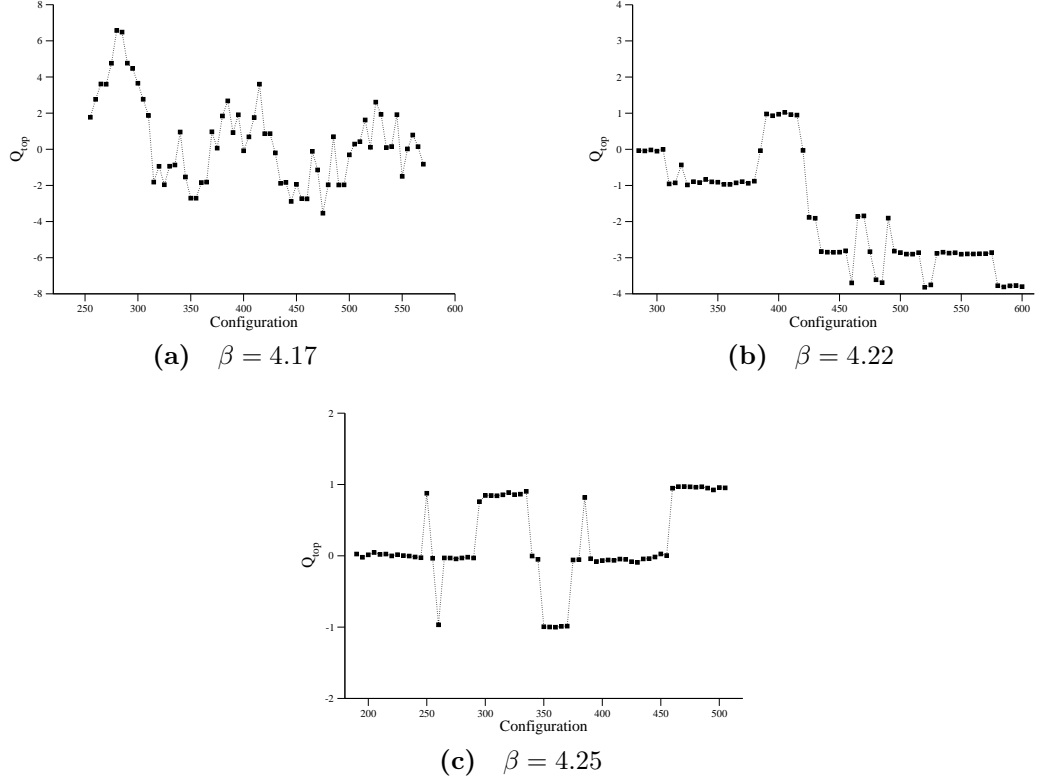 8
6
4
2
0
-2
-4
-6
-8
Q_top
250 300 350 400 450 500 550 600
Configuration
(a) β = 4.17
4
3
2
1
0
-1
-2
-3
-4
Q_top
300 350 400 450 500 550 600
Configuration
(b) β = 4.22
2
1
0
-1
-2
Q_top
200 250 300 350 400 450 500
Configuration
(c) β = 4.25